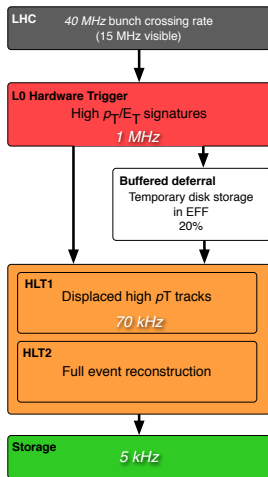 LHC 40 MHz bunch crossing rate
(15 MHz visible)
L0 Hardware Trigger
High pT/ET signatures
1 MHz
Buffered deferral
Temporary disk storage
in EFF
20%
HLT1
Displaced high pT tracks
70 kHz
HLT2
Full event reconstruction
Storage
5 kHz